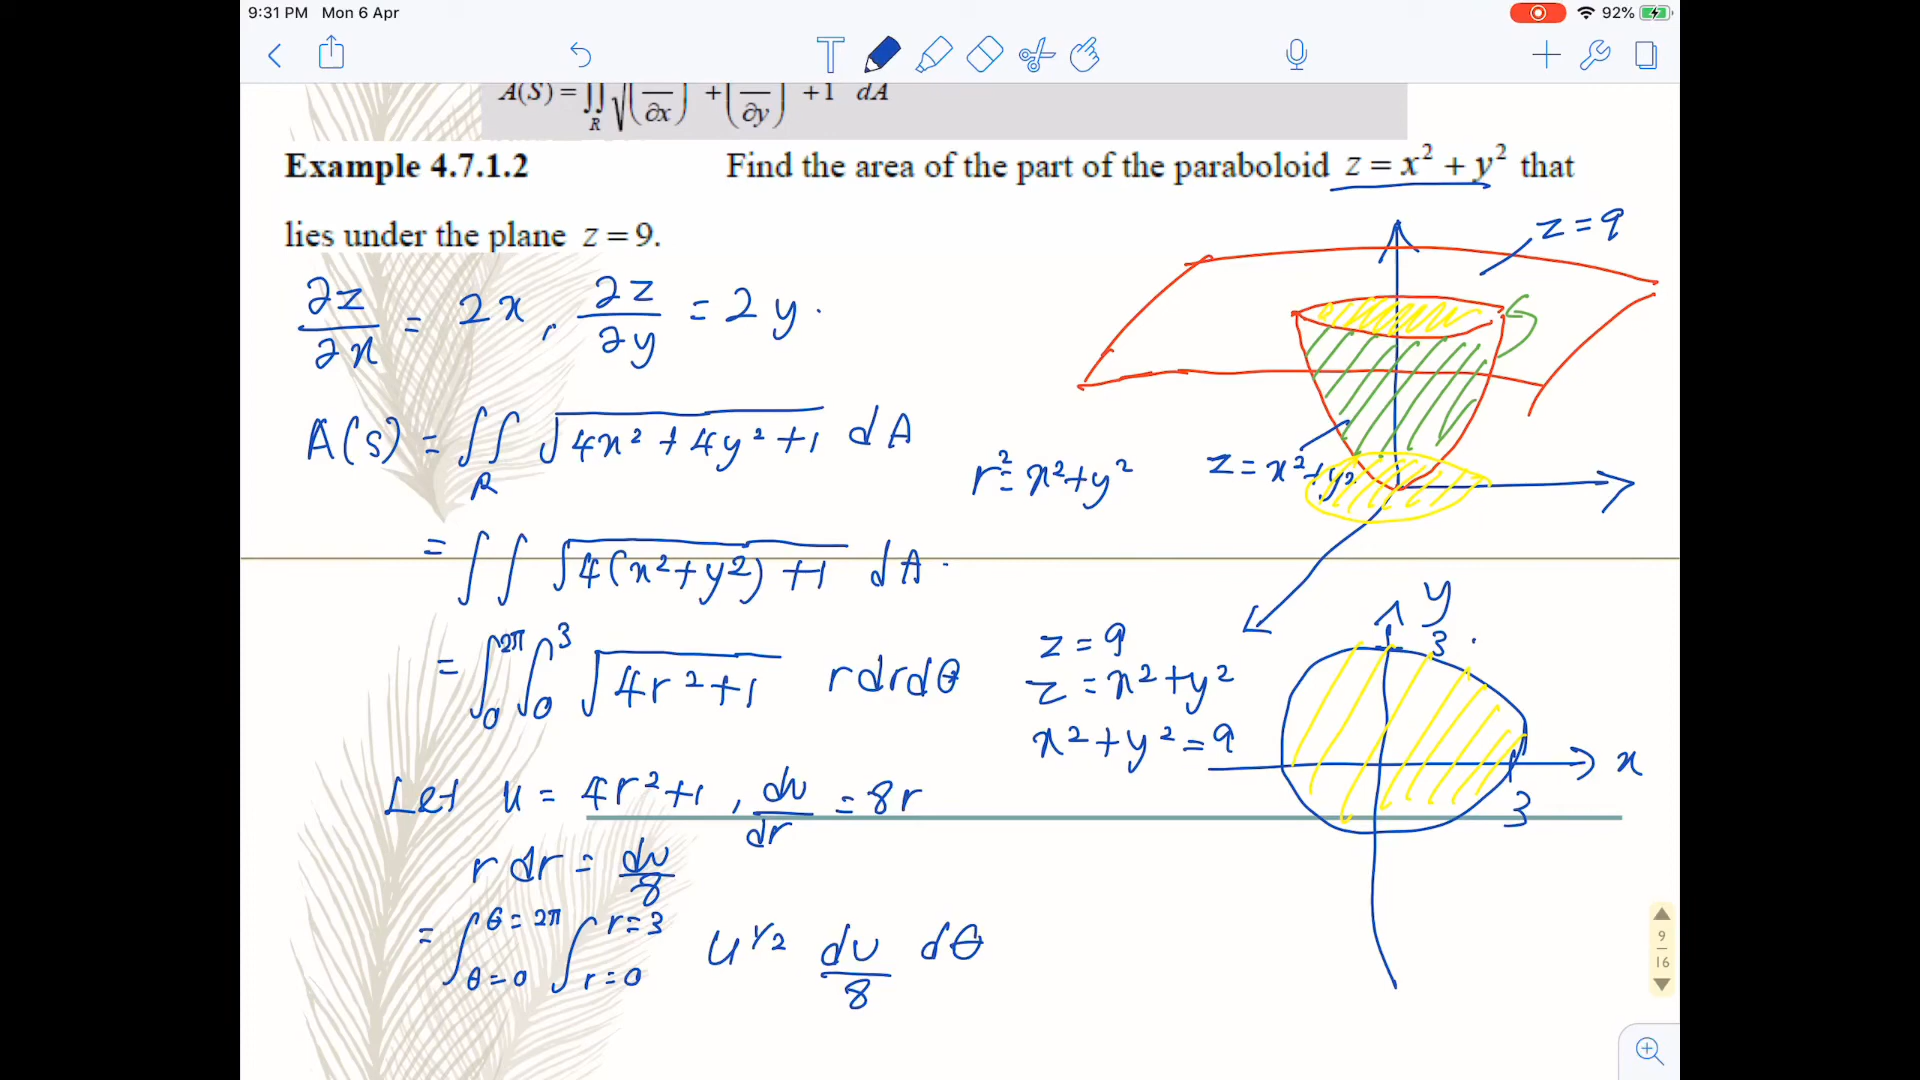 9:31 PM Mon 6 Apr 92%
T
A(S) = ∬_R √((∂x) + (∂y) + 1 dA
Example 4.7.1.2 Find the area of the part of the paraboloid z = x² + y² that
lies under the plane z = 9.
z = 9
∂z/∂x = 2x, ∂z/∂y = 2y.
A(S) = ∬_R √(4x² + 4y² + 1) dA
r² = x² + y²
z = x² + y²
= ∬ √(4(x² + y²) + 1) dA.
= ∫₀^2π ∫₀^3 √(4r² + 1) r dr dθ
z = 9
z = x² + y²
x² + y² = 9
y
3
x
3
Let u = 4r² + 1, du/dr = 8r
r dr = du/8
= ∫_{θ=0}^{θ=2π} ∫_{r=0}^{r=3} u^{1/2} du/8 dθ
9
16